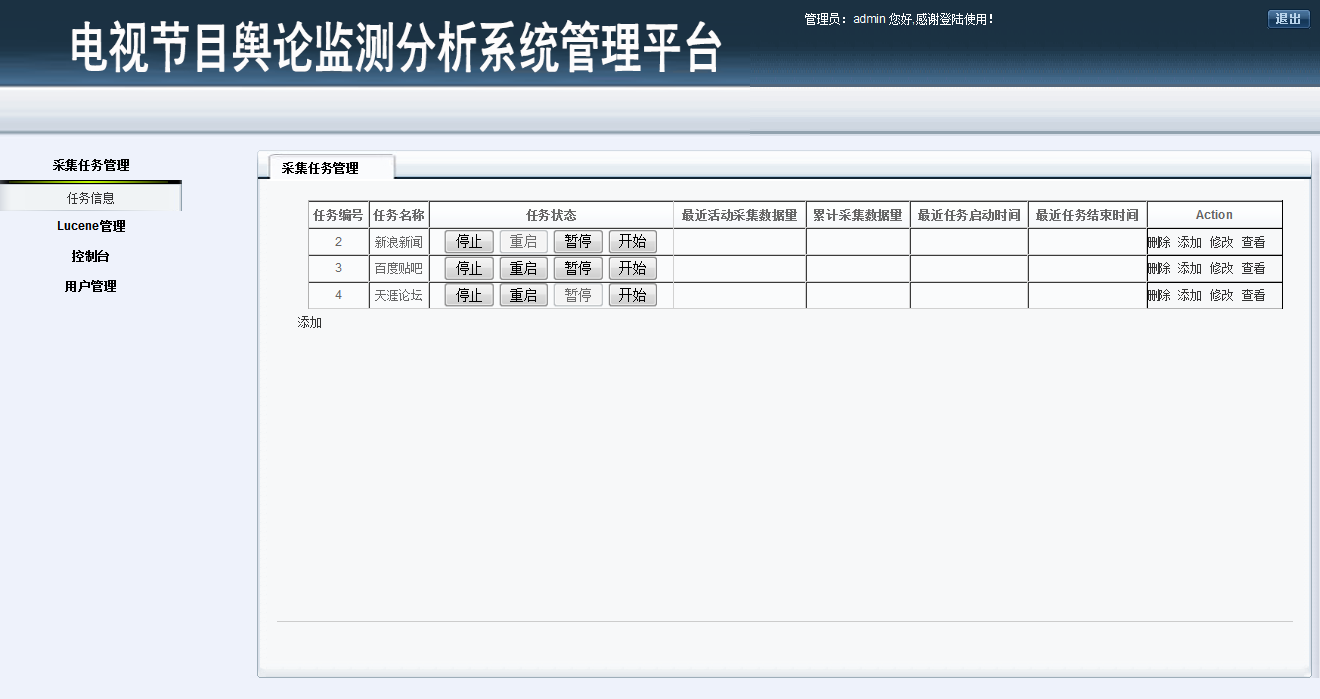 电视节目舆论监测分析系统管理平台
管理员：admin 您好,感谢登陆使用!
退出
采集任务管理
任务信息
Lucene管理
控制台
用户管理
采集任务管理
任务编号 任务名称 任务状态 最近活动采集数据量 累计采集数据量 最近任务启动时间 最近任务结束时间 Action
2 新浪新闻 停止 重启 暂停 开始 删除 添加 修改 查看
3 百度贴吧 停止 重启 暂停 开始 删除 添加 修改 查看
4 天涯论坛 停止 重启 暂停 开始 删除 添加 修改 查看
添加